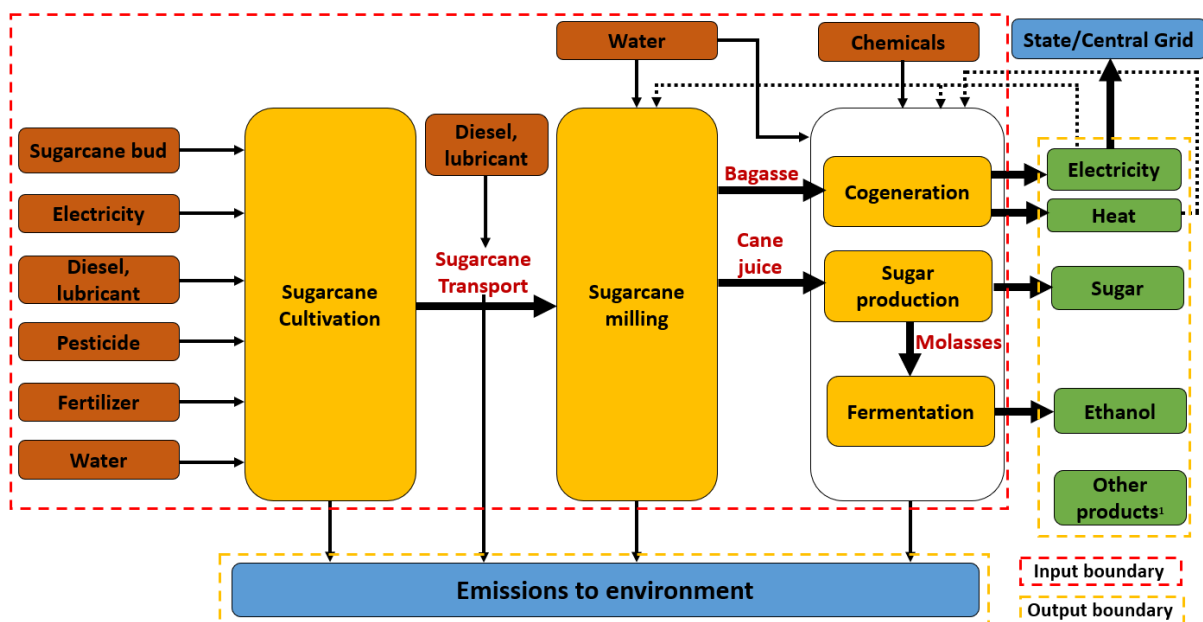 Water
Chemicals
State/Central Grid
Sugarcane bud
Electricity
Diesel,
lubricant
Pesticide
Fertilizer
Water
Sugarcane
Cultivation
Diesel,
lubricant
Sugarcane
Transport
Sugarcane
milling
Bagasse
Cane
juice
Cogeneration
Sugar
production
Molasses
Fermentation
Electricity
Heat
Sugar
Ethanol
Other
products¹
Emissions to environment
Input boundary
Output boundary